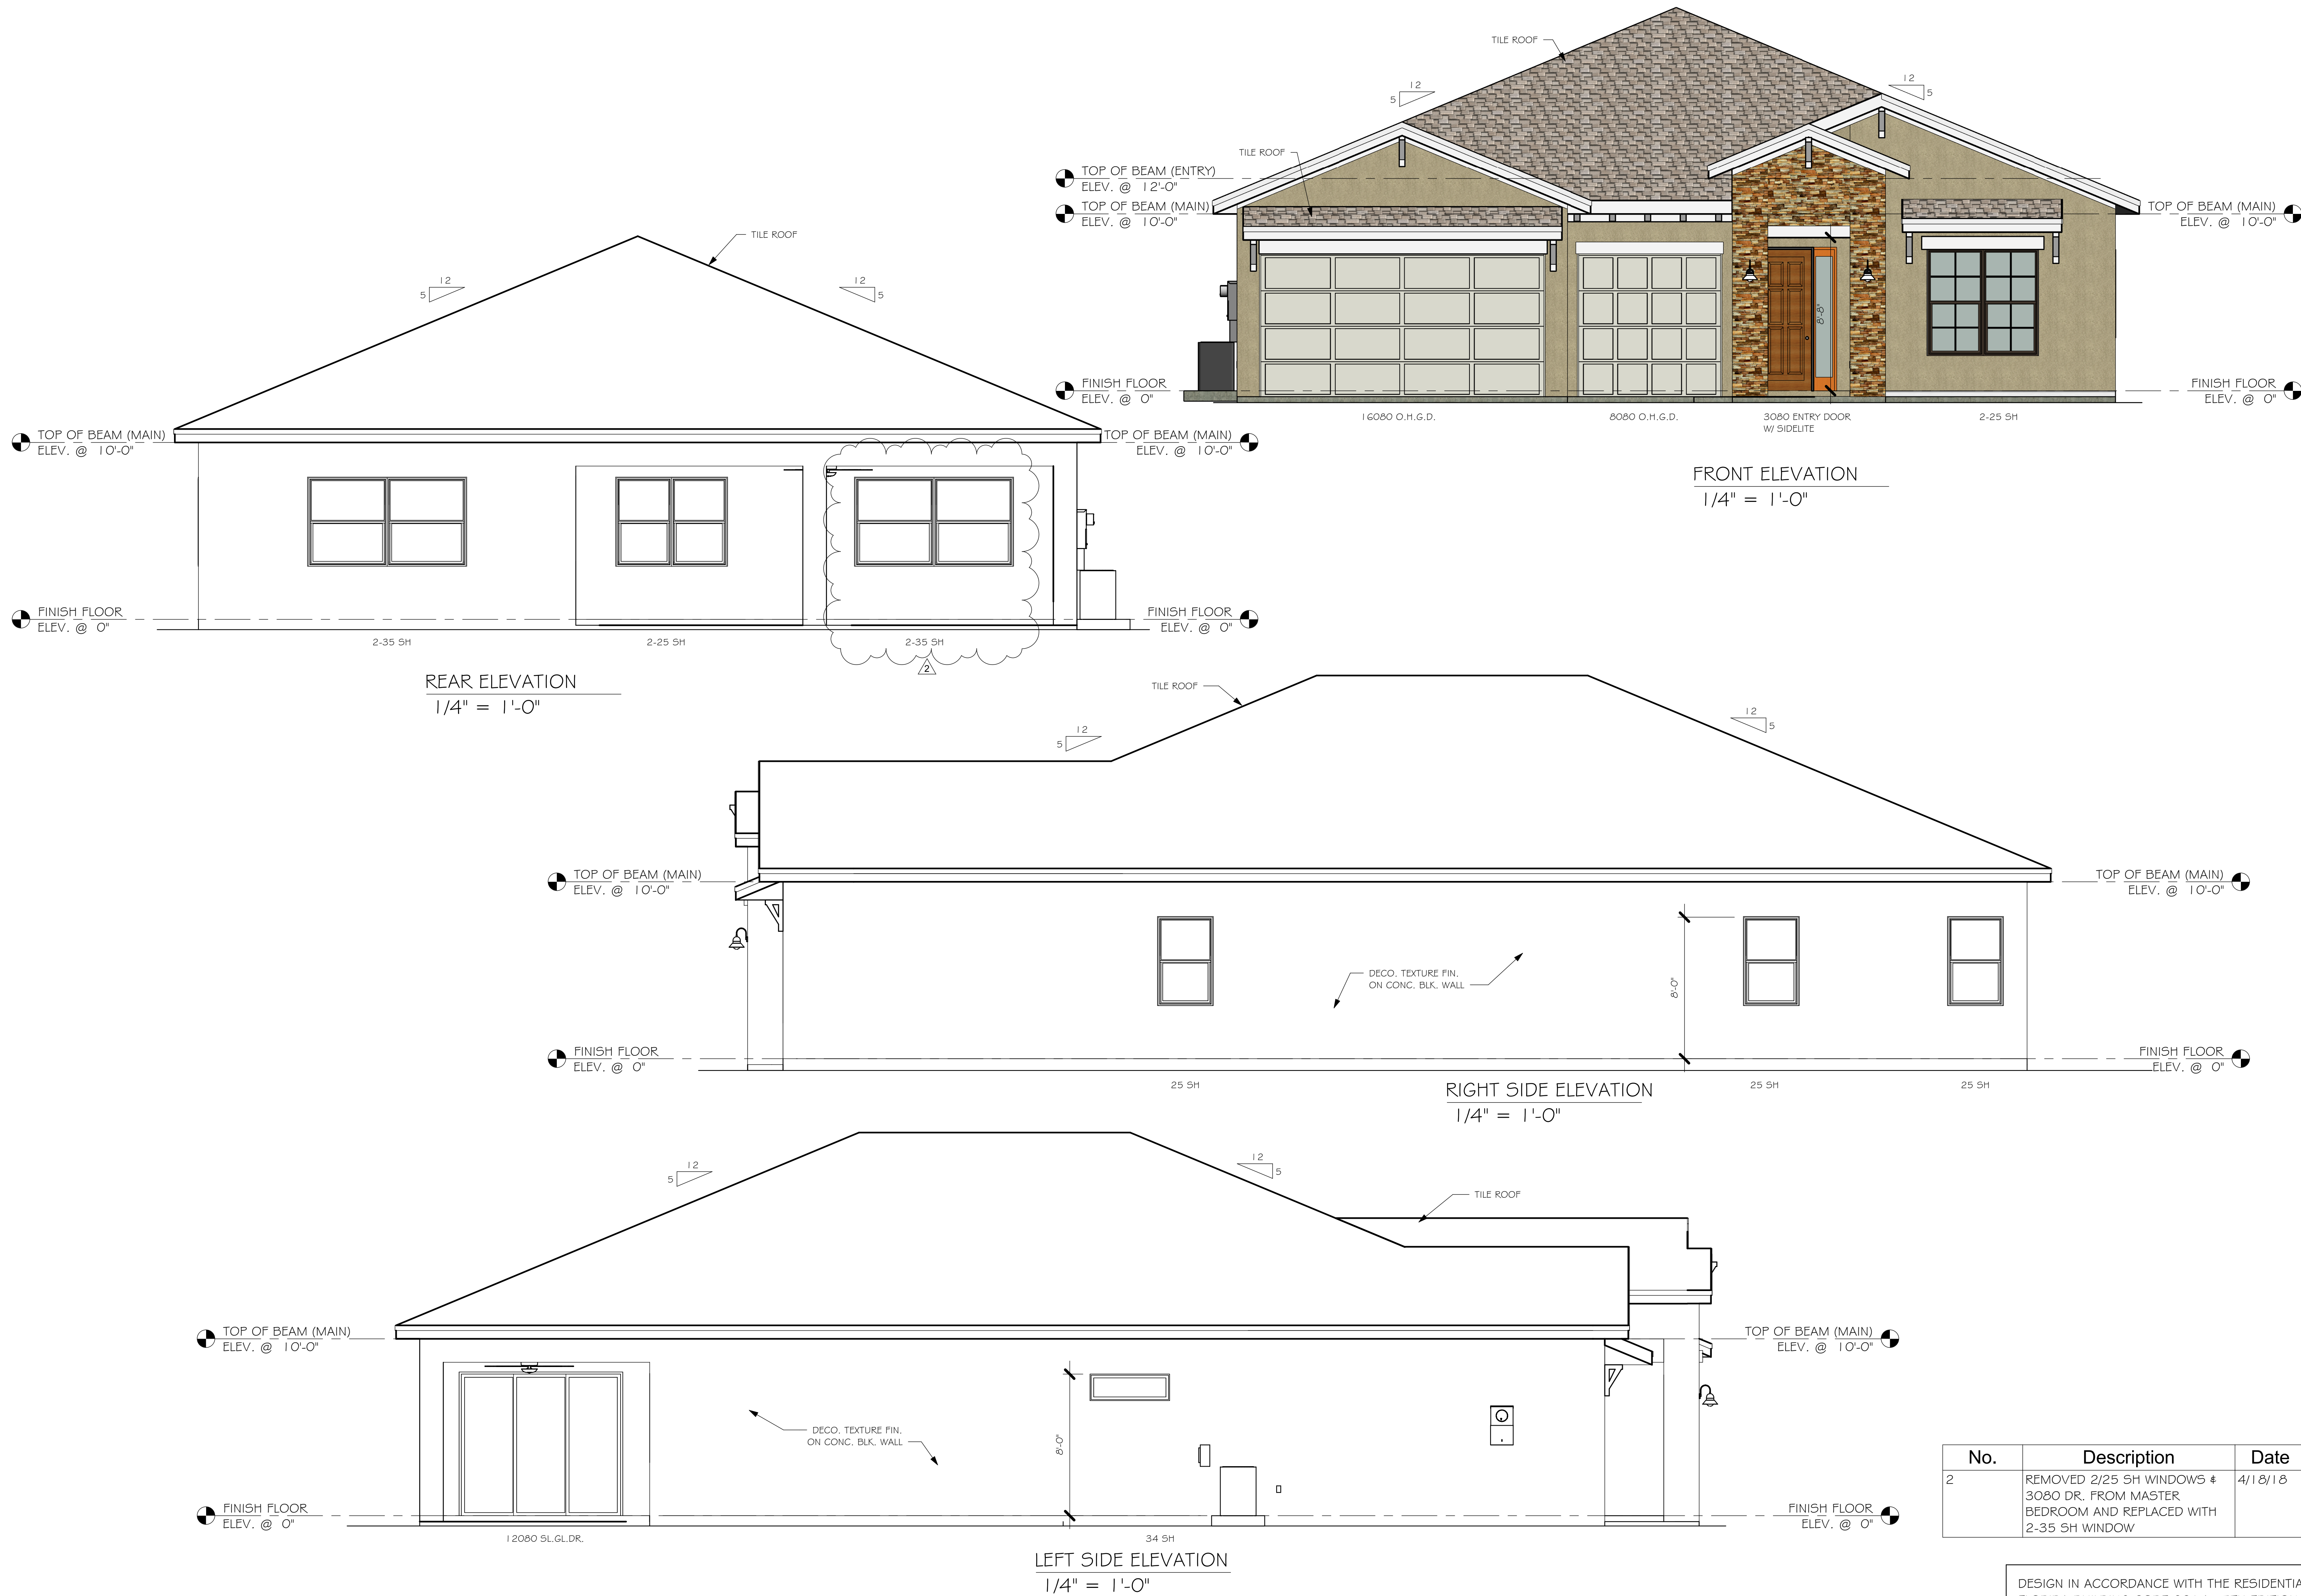 TILE ROOF
12
5
12
5
TILE ROOF
TOP OF BEAM (ENTRY)
ELEV. @ 12'-0"
TOP OF BEAM (MAIN)
ELEV. @ 10'-0"
TOP OF BEAM (MAIN)
ELEV. @ 10'-0"
8'-8"
FINISH FLOOR
ELEV. @ 0"
FINISH FLOOR
ELEV. @ 0"
16080 O.H.G.D.
8080 O.H.G.D.
3080 ENTRY DOOR
W/ SIDELITE
2-25 SH
FRONT ELEVATION
1/4" = 1'-0"
TILE ROOF
12
5
12
5
TOP OF BEAM (MAIN)
ELEV. @ 10'-0"
TOP OF BEAM (MAIN)
ELEV. @ 10'-0"
FINISH FLOOR
ELEV. @ 0"
FINISH FLOOR
ELEV. @ 0"
2-35 SH
2-25 SH
2-35 SH
2
REAR ELEVATION
1/4" = 1'-0"
TILE ROOF
12
5
12
5
TOP OF BEAM (MAIN)
ELEV. @ 10'-0"
TOP OF BEAM (MAIN)
ELEV. @ 10'-0"
DECO. TEXTURE FIN.
ON CONC. BLK. WALL
8'-0"
FINISH FLOOR
ELEV. @ 0"
FINISH FLOOR
ELEV. @ 0"
25 SH
25 SH
25 SH
RIGHT SIDE ELEVATION
1/4" = 1'-0"
12
5
12
5
TILE ROOF
TOP OF BEAM (MAIN)
ELEV. @ 10'-0"
TOP OF BEAM (MAIN)
ELEV. @ 10'-0"
DECO. TEXTURE FIN.
ON CONC. BLK. WALL
8'-0"
FINISH FLOOR
ELEV. @ 0"
FINISH FLOOR
ELEV. @ 0"
12080 SL.GL.DR.
34 SH
LEFT SIDE ELEVATION
1/4" = 1'-0"
No. Description Date
2 REMOVED 2/25 SH WINDOWS & 4/18/18
3080 DR. FROM MASTER
BEDROOM AND REPLACED WITH
2-35 SH WINDOW
DESIGN IN ACCORDANCE WITH THE RESIDENTIA